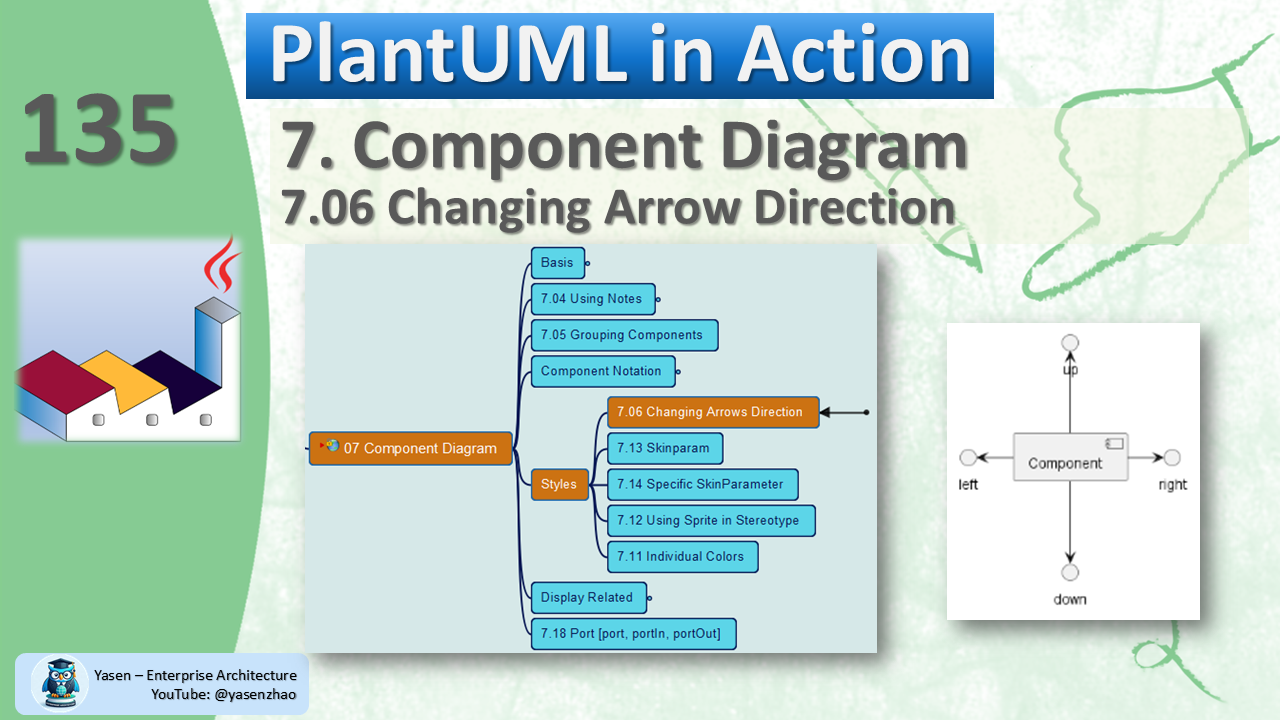 PlantUML in Action
135
7. Component Diagram
7.06 Changing Arrow Direction
Basis
7.04 Using Notes
7.05 Grouping Components
Component Notation
7.06 Changing Arrows Direction
07 Component Diagram
7.13 Skinparam
Styles
7.14 Specific SkinParameter
7.12 Using Sprite in Stereotype
7.11 Individual Colors
Display Related
7.18 Port [port, portIn, portOut]
up
Component
left
right
down
Yasen – Enterprise Architecture
YouTube: @yasenzhao